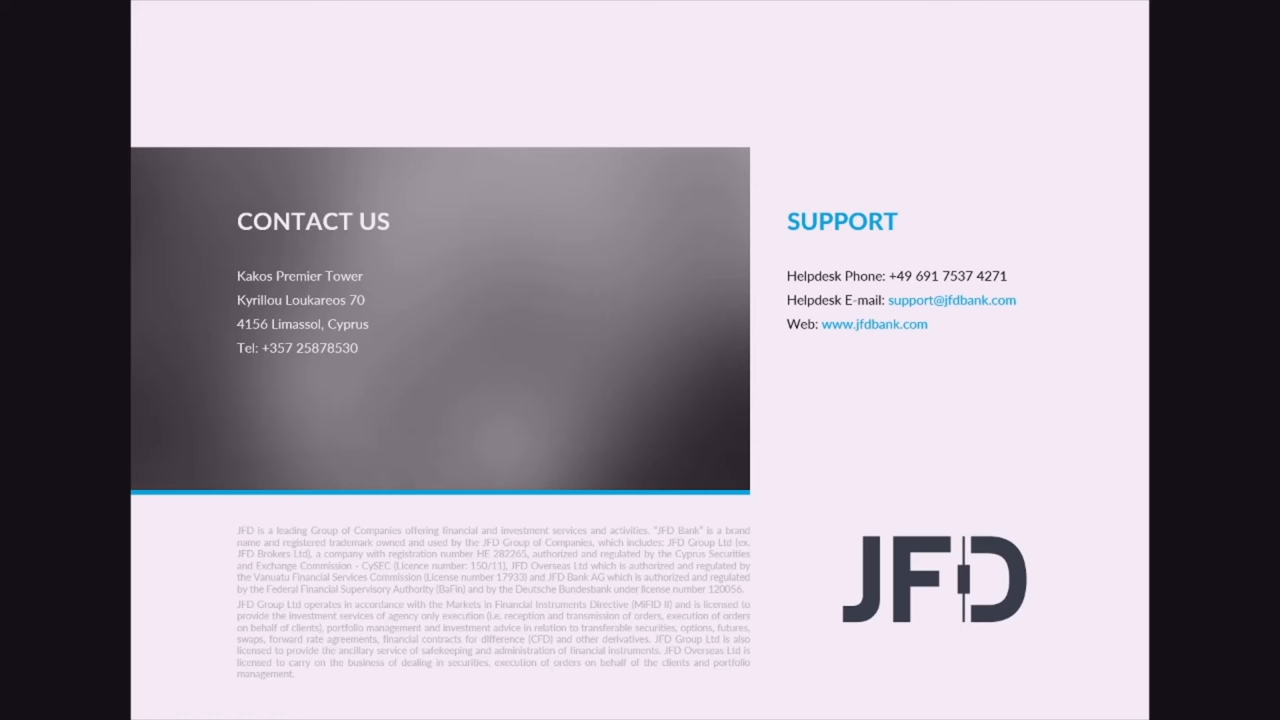 CONTACT US
Kakos Premier Tower
Kyrillou Loukareos 70
4156 Limassol, Cyprus
Tel: +357 25878530
SUPPORT
Helpdesk Phone: +49 691 7537 4271
Helpdesk E-mail: support@jfdbank.com
Web: www.jfdbank.com
JFD is a leading Group of Companies offering financial and investment services and activities. "JFD Bank" is a brand
name and registered trademark owned and used by the JFD Group of Companies, which includes: JFD Group Ltd (ex.
JFD Brokers Ltd), a company with registration number HE 282265, authorized and regulated by the Cyprus Securities
and Exchange Commission - CySEC (Licence number: 150/11), JFD Overseas Ltd which is authorized and regulated by
the Vanuatu Financial Services Commission (License number 17933) and JFD Bank AG which is authorized and regulated
by the Federal Financial Supervisory Authority (BaFin) and by the Deutsche Bundesbank under license number 120056.
JFD Group Ltd operates in accordance with the Markets in Financial Instruments Directive (MiFID II) and is licensed to
provide the investment services of agency only execution (i.e. reception and transmission of orders, execution of orders
on behalf of clients), portfolio management and investment advice in relation to transferable securities, options, futures,
swaps, forward rate agreements, financial contracts for difference (CFD) and other derivatives. JFD Group Ltd is also
licensed to provide the ancillary service of safekeeping and administration of financial instruments. JFD Overseas Ltd is
licensed to carry on the business of dealing in securities, execution of orders on behalf of the clients and portfolio
management.
JFD